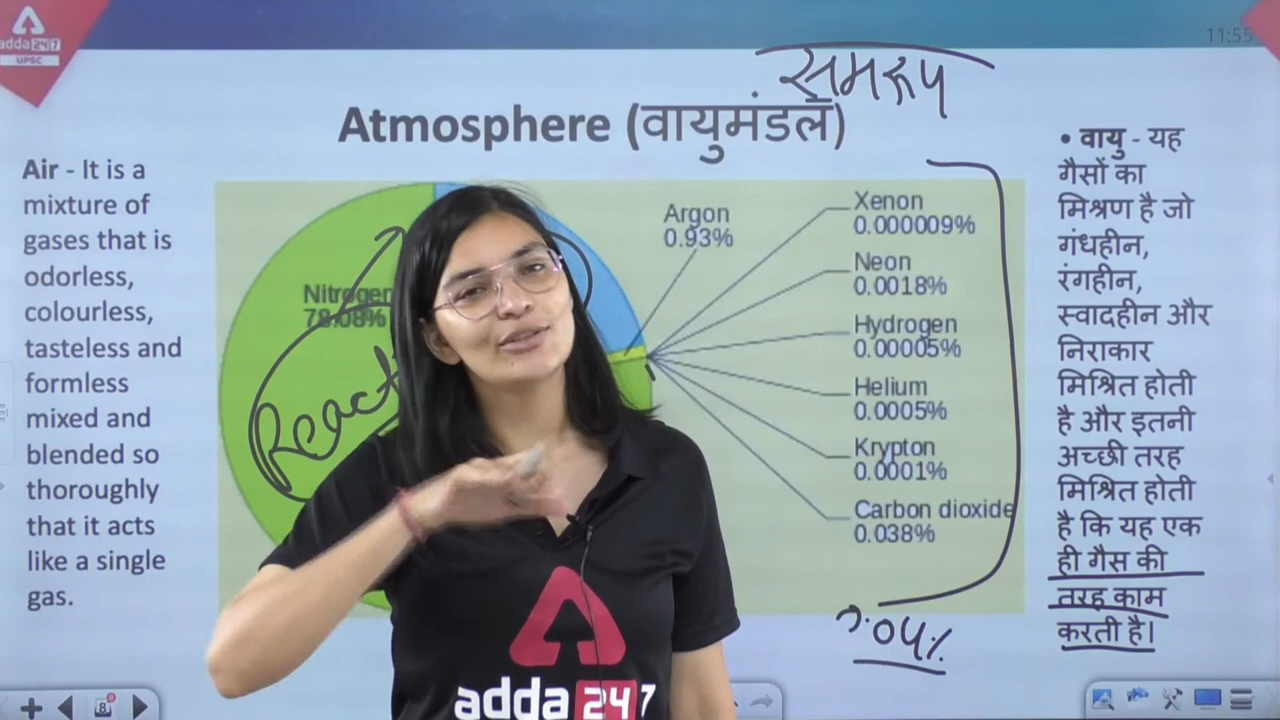 adda247
UPSC
11:55
समरूप
Atmosphere (वायुमंडल)
Air - It is a
mixture of
gases that is
odorless,
colourless,
tasteless and
formless
mixed and
blended so
thoroughly
that it acts
like a single
gas.
Nitrogen
78.08%
React
Argon
0.93%
Xenon
0.000009%
Neon
0.0018%
Hydrogen
0.00005%
Helium
0.0005%
Krypton
0.0001%
Carbon dioxide
0.038%
0.04%
• वायु - यह
गैसों का
मिश्रण है जो
गंधहीन,
रंगहीन,
स्वादहीन और
निराकार
मिश्रित होती
है और इतनी
अच्छी तरह
मिश्रित होती
है कि यह एक
ही गैस की
तरह काम
करती है।
adda247
8